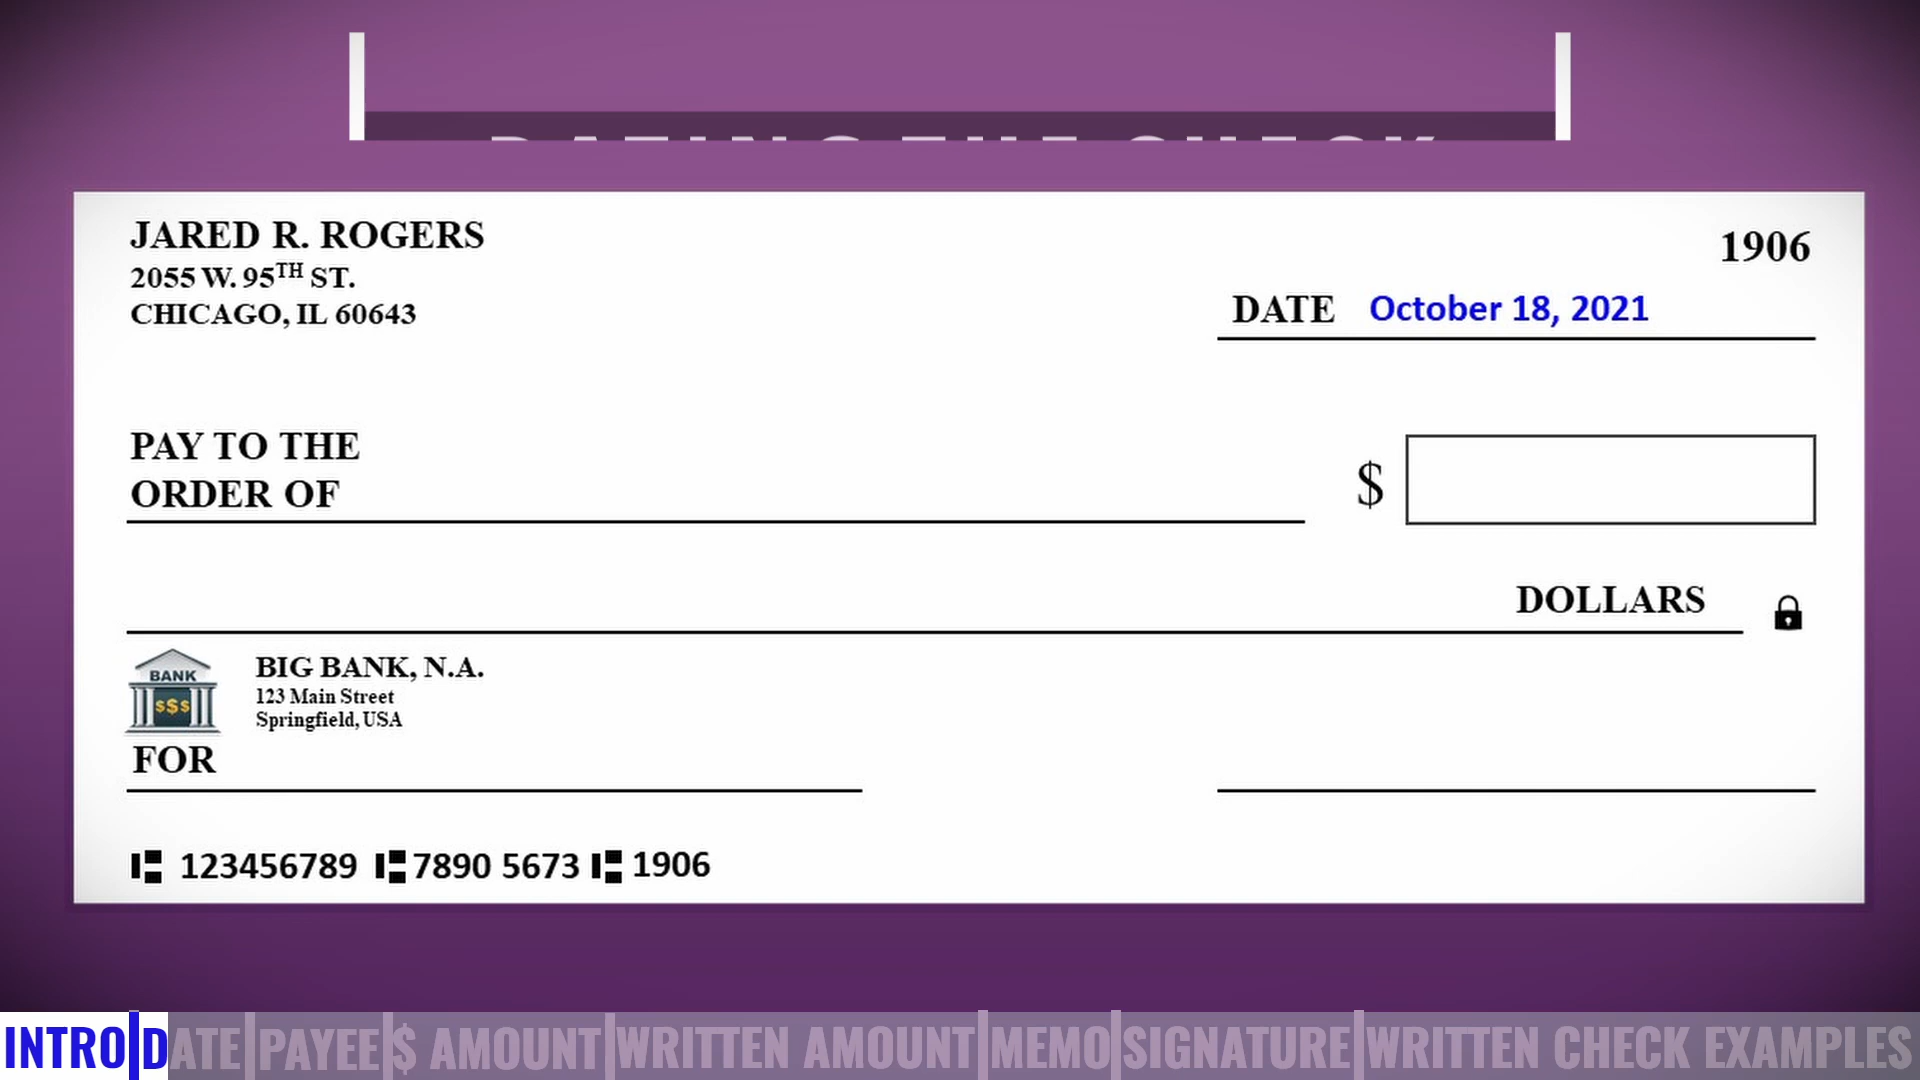 JARED R. ROGERS
1906
2055 W. 95TH ST.
CHICAGO, IL 60643
DATE October 18, 2021
PAY TO THE
ORDER OF
$
DOLLARS
BANK
$$$
BIG BANK, N.A.
123 Main Street
Springfield, USA
FOR
123456789 7890 5673 1906
INTRO DATE PAYEE $ AMOUNT WRITTEN AMOUNT MEMO SIGNATURE WRITTEN CHECK EXAMPLES